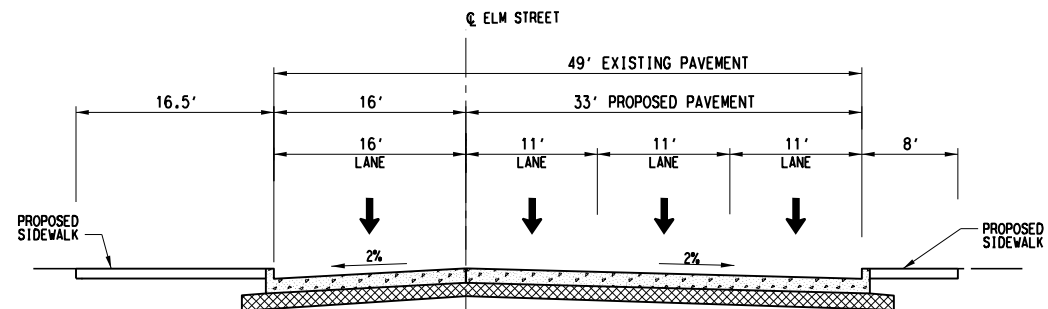 ℄ ELM STREET
49' EXISTING PAVEMENT
16.5'
16'
33' PROPOSED PAVEMENT
16'
LANE
11'
LANE
11'
LANE
11'
LANE
8'
PROPOSED
SIDEWALK
2%
2%
PROPOSED
SIDEWALK